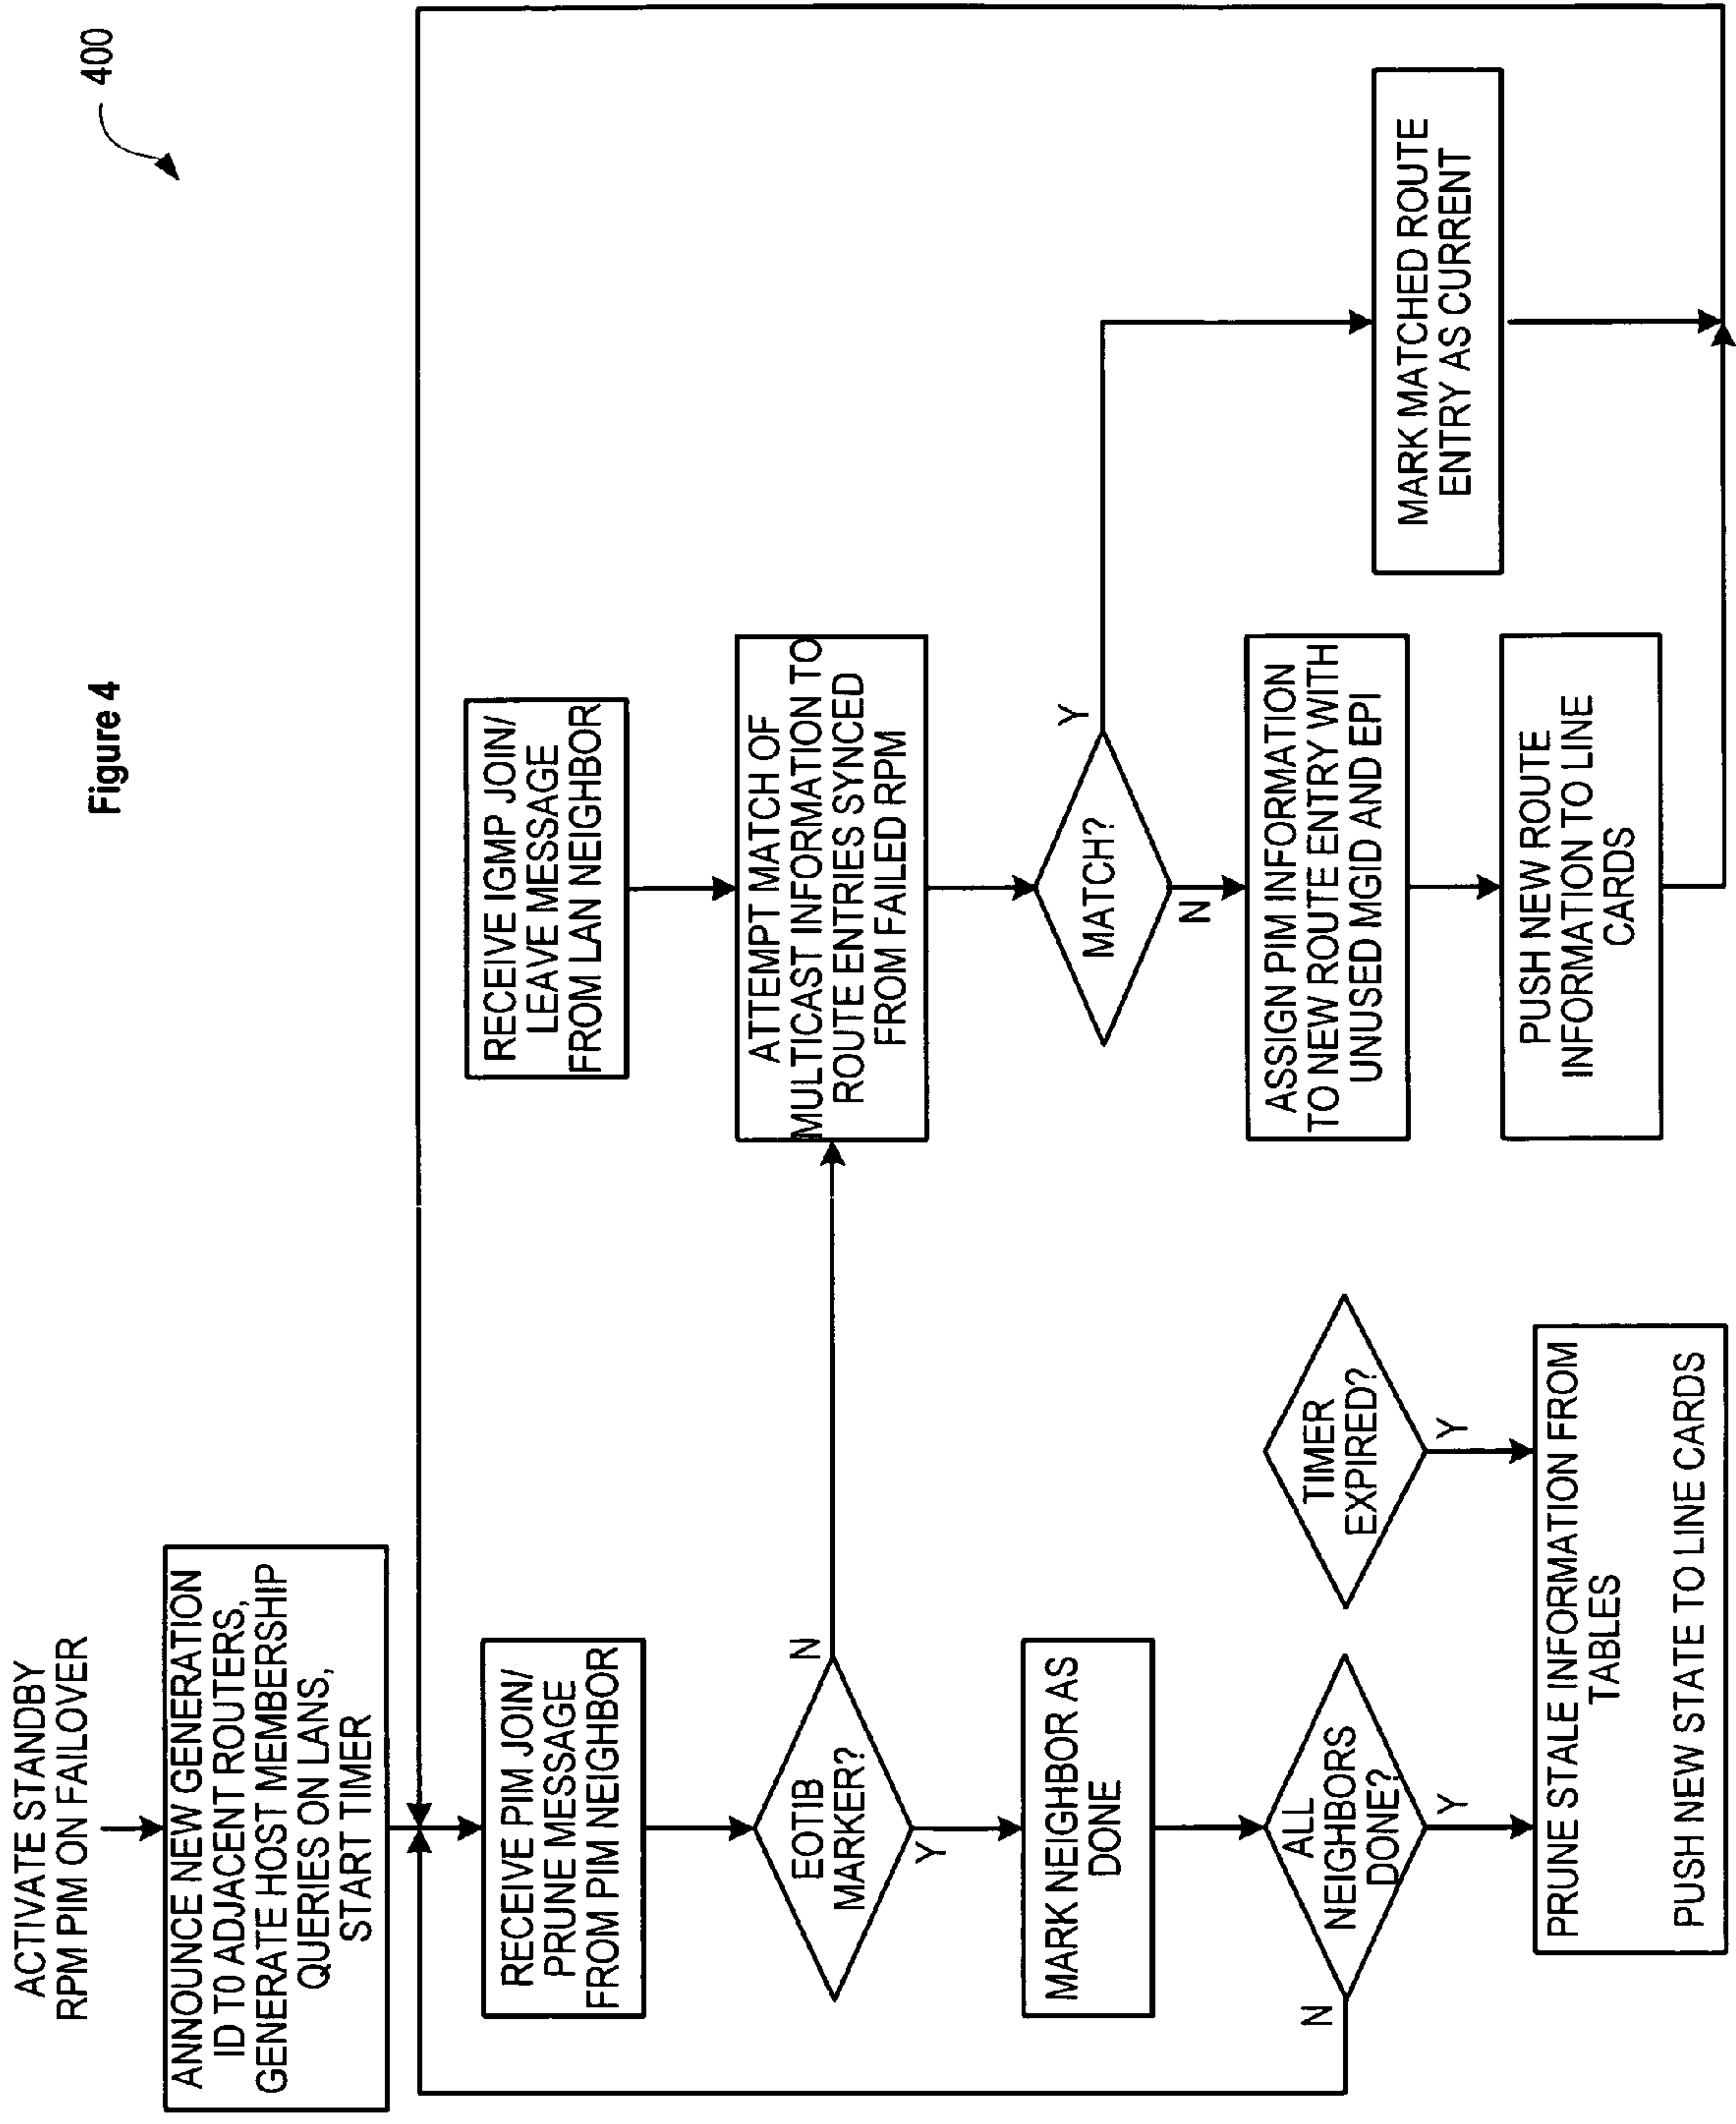 Figure 4
400
ACTIVATE STANDBY
RPM PIM ON FAILOVER
ANNOUNCE NEW GENERATION
ID TO ADJACENT ROUTERS,
GENERATE HOST MEMBERSHIP
QUERIES ON LANS,
START TIMER
RECEIVE PIM JOIN/
PRUNE MESSAGE
FROM PIM NEIGHBOR
EOTIB
MARKER?
N
Y
MARK NEIGHBOR AS
DONE
ALL
NEIGHBORS
DONE?
N
Y
TIMER
EXPIRED?
Y
PRUNE STALE INFORMATION FROM
TABLES
PUSH NEW STATE TO LINE CARDS
RECEIVE IGMP JOIN/
LEAVE MESSAGE
FROM LAN NEIGHBOR
ATTEMPT MATCH OF
MULTICAST INFORMATION TO
ROUTE ENTRIES SYNCED
FROM FAILED RPM
MATCH?
Y
N
ASSIGN PIM INFORMATION
TO NEW ROUTE ENTRY WITH
UNUSED MGID AND EPI
PUSH NEW ROUTE
INFORMATION TO LINE
CARDS
MARK MATCHED ROUTE
ENTRY AS CURRENT